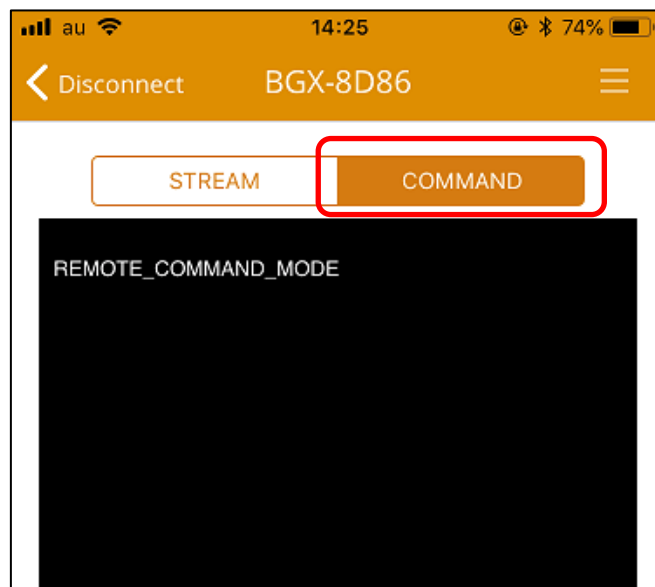 au 14:25 74%
Disconnect BGX-8D86
STREAM COMMAND
REMOTE_COMMAND_MODE